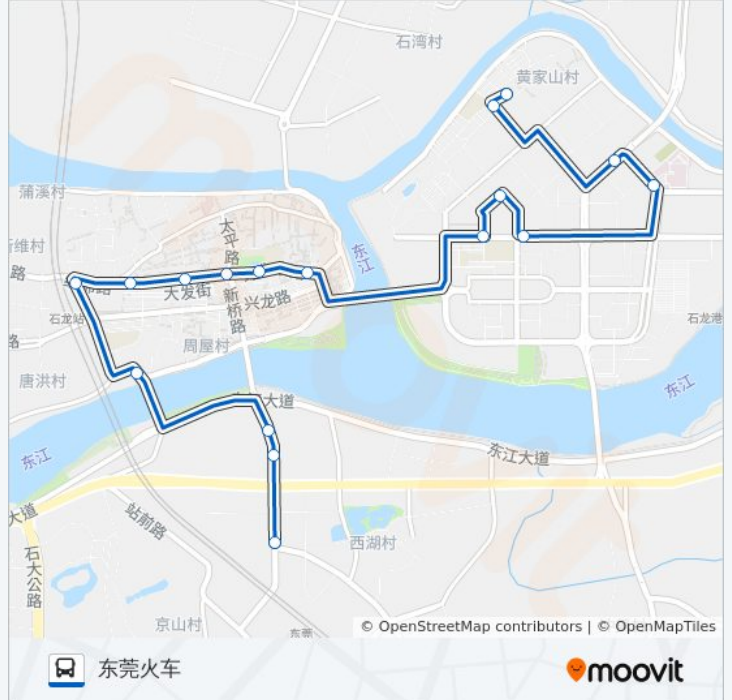 石湾村
黄家山村
蒲溪村
太平路
新维村
东江
路
大发街
新桥路
兴龙路
石龙站
石龙港
路
周屋村
唐洪村
东江
大道
东江
东江大道
大道
站前路
石大公路
西湖村
京山村
东莞
© OpenStreetMap contributors | © OpenMapTiles
东莞火车
moovit